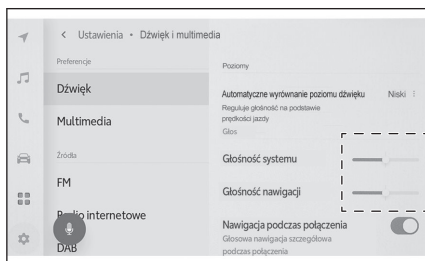 < Ustawienia • Dźwięk i multimedia
Preferencje
Dźwięk
Multimedia
Źródła
FM
Radio internetowe
DAB
Poziomy
Automatyczne wyrównanie poziomu dźwięku Niski
Reguluje głośność na podstawie
prędkości jazdy
Głos
Głośność systemu
Głośność nawigacji
Nawigacja podczas połączenia
Głosowa nawigacja szczegółowa
podczas połączenia